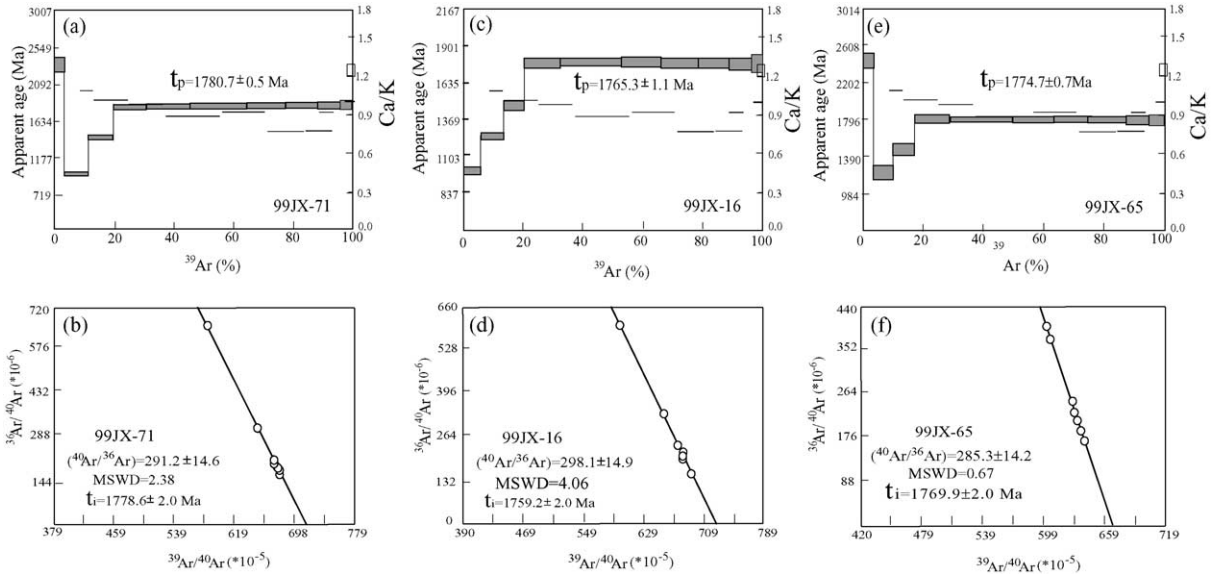 (a)
3007
2549
2092
1634
1177
719
Apparent age (Ma)
tp=1780.7±0.5 Ma
99JX-71
1.8
1.5
1.2
0.9
0.6
0.3
0.0
Ca/K
0 20 40 60 80 100
39Ar (%)
(c)
2167
1901
1635
1369
1103
837
Apparent age (Ma)
tp=1765.3±1.1 Ma
99JX-16
1.8
1.5
1.2
0.9
0.6
0.3
0.0
Ca/K
0 20 40 60 80 100
39Ar (%)
(e)
3014
2608
2202
1796
1390
984
Apparent age (Ma)
tp=1774.7±0.7Ma
99JX-65
1.8
1.5
1.2
0.9
0.6
0.3
0.0
Ca/K
0 20 40 60 80 100
39
Ar (%)
(b)
720
576
432
288
144
36Ar/40Ar (*10-6)
99JX-71
(40Ar/36Ar)=291.2±14.6
MSWD=2.38
ti=1778.6±2.0 Ma
379 459 549 629 698 779
39Ar/40Ar (*10-5)
(d)
660
528
396
264
132
0
36Ar/40Ar (*10-6)
99JX-16
(40Ar/36Ar)=298.1±14.9
MSWD=4.06
ti=1759.2±2.0 Ma
390 470 549 629 709 789
39Ar/40Ar (*10-5)
(f)
440
352
264
176
88
0
36Ar/40Ar (*10-6)
99JX-65
(40Ar/36Ar)=285.3±14.2
MSWD=0.67
ti=1769.9±2.0 Ma
420 479 549 599 659 719
39Ar/40Ar (*10-5)